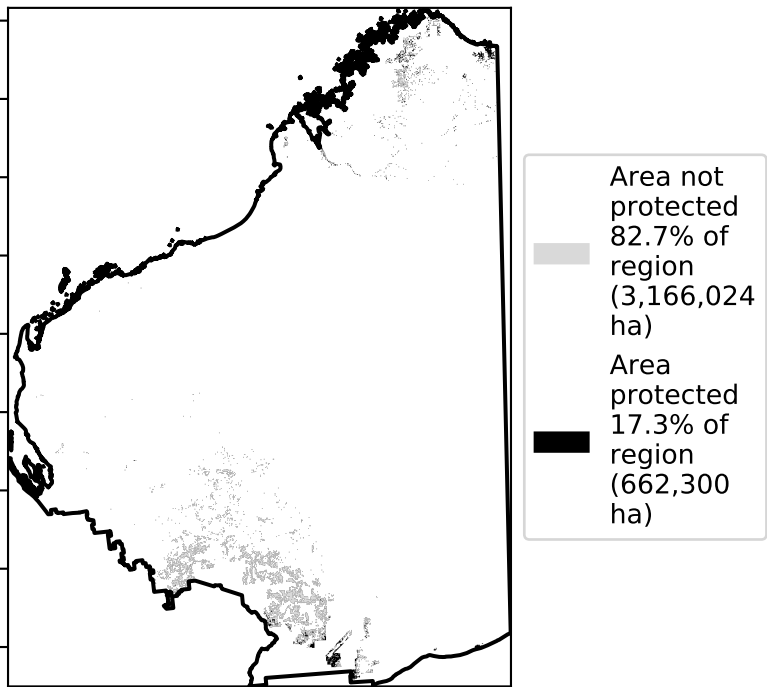 Area not
protected
82.7% of
region
(3,166,024
ha)
Area
protected
17.3% of
region
(662,300
ha)